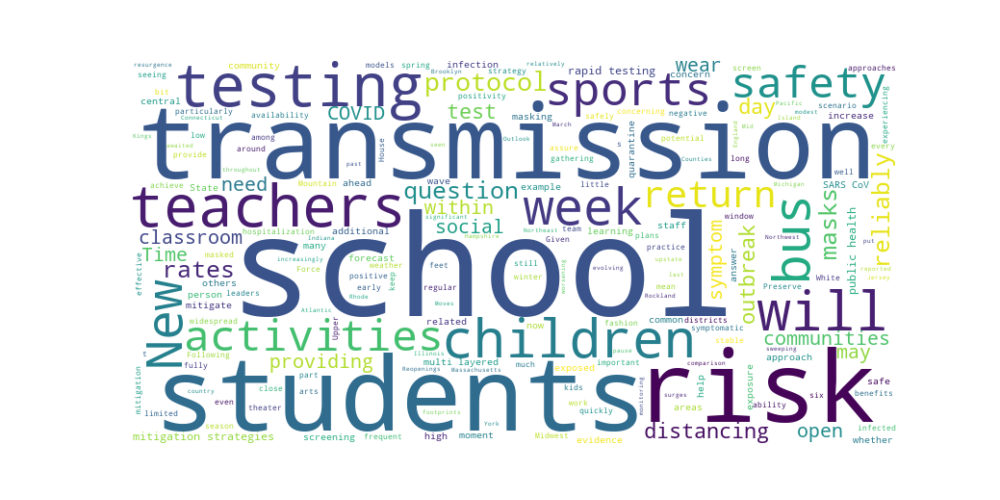 resurgence
seeing
community
models
spring
infection
relatively
Brooklyn
strategy
rapid testing
wear
concern
screen
approaches
testing
protocol
sports
safety
bit
central
particularly
positivity
availability
COVID
test
masking
safely
concerning
day
Pacific
modest
scenario
increase
experiencing
Kings
Connecticut
low
among
March
negative
Island
awaited
provide
around
House
seen
Outlook
assure
potential
England
Mid
every
transmission
s
quarantine
throughout
past
wave
gathering
Counties
long
well
achieve
State
need
Mountain
ahead
question
significant
example
little
return
window
Michigan
SARS CoV
reliably
teachers
within
week
symptom
bus
masks
classroom
hospitalization
additional
social
Hampshire
Northeast
team
learning
staff
answer
Northwest
put
public health
reported
Jersey
Time
Indiana
many
Given
plans
practice
upstate
outbreak
effective
masked
increasingly
forecast
weather
feet
still
evolving
last
White
rates
Force
keep
winter
worsening
mean
Preserve
person
others
positive
regular
school
Rockland
mitigate
leaders
early
Rhode
Moves
widespread
Atlantic
related
now
fashion
common
districts
will
New
activities
Upper
children
symptomatic
stable
communities
t
Following
Illinois
pause
sweeping
may
fully
providing
multi layered
much
exposed
important
comparison
approach
mitigation
country
part
Reopenings
Massachusetts
kids
monitoring
surges
help
exposure
six
safe
close
arts
work
ability
benefits
students
risk
limited
even
theater
footprints
quickly
areas
season
York
distancing
open
infected
mitigation strategies
screening
frequent
high
moment
Midwest
evidence
whether